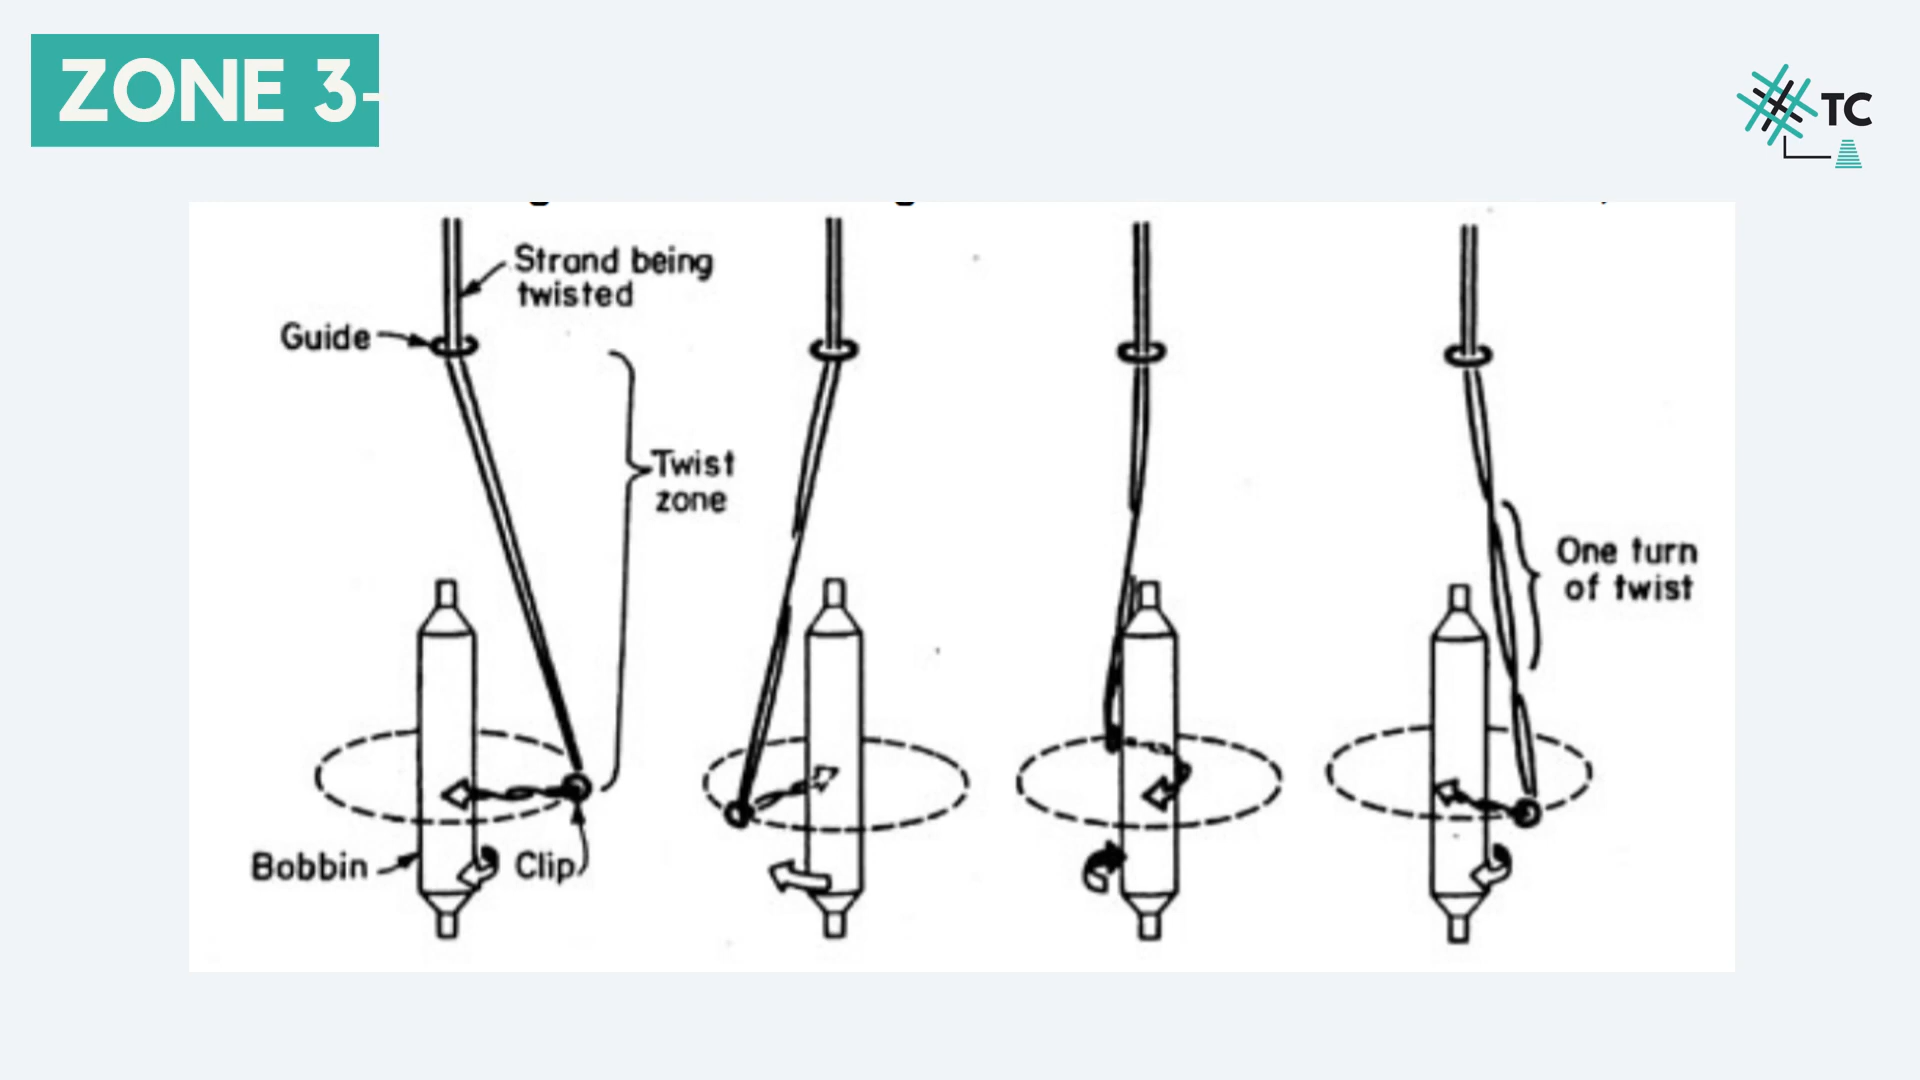 ZONE 3-
TC
Strand being
twisted
Guide
Twist
zone
One turn
of twist
Bobbin
Clip